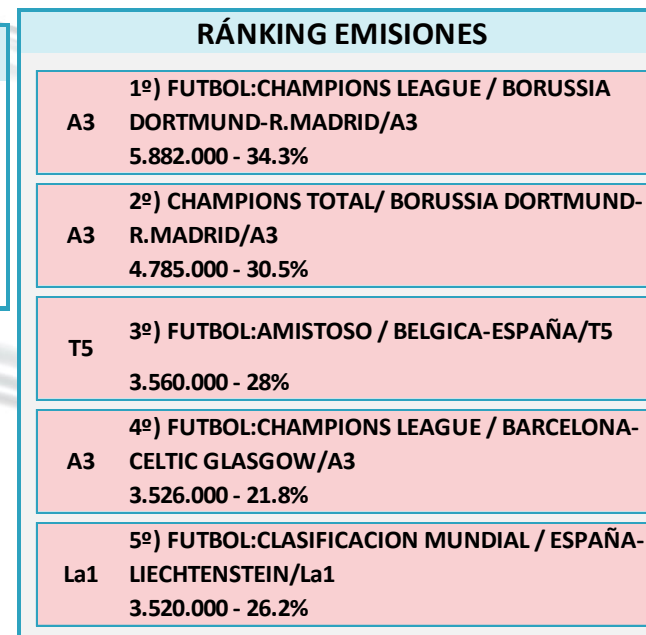 RÁNKING EMISIONES
1º) FUTBOL:CHAMPIONS LEAGUE / BORUSSIA
A3 DORTMUND-R.MADRID/A3
5.882.000 - 34.3%
2º) CHAMPIONS TOTAL/ BORUSSIA DORTMUND-
A3 R.MADRID/A3
4.785.000 - 30.5%
T5 3º) FUTBOL:AMISTOSO / BELGICA-ESPAÑA/T5
3.560.000 - 28%
4º) FUTBOL:CHAMPIONS LEAGUE / BARCELONA-
A3 CELTIC GLASGOW/A3
3.526.000 - 21.8%
5º) FUTBOL:CLASIFICACION MUNDIAL / ESPAÑA-
La1 LIECHTENSTEIN/La1
3.520.000 - 26.2%